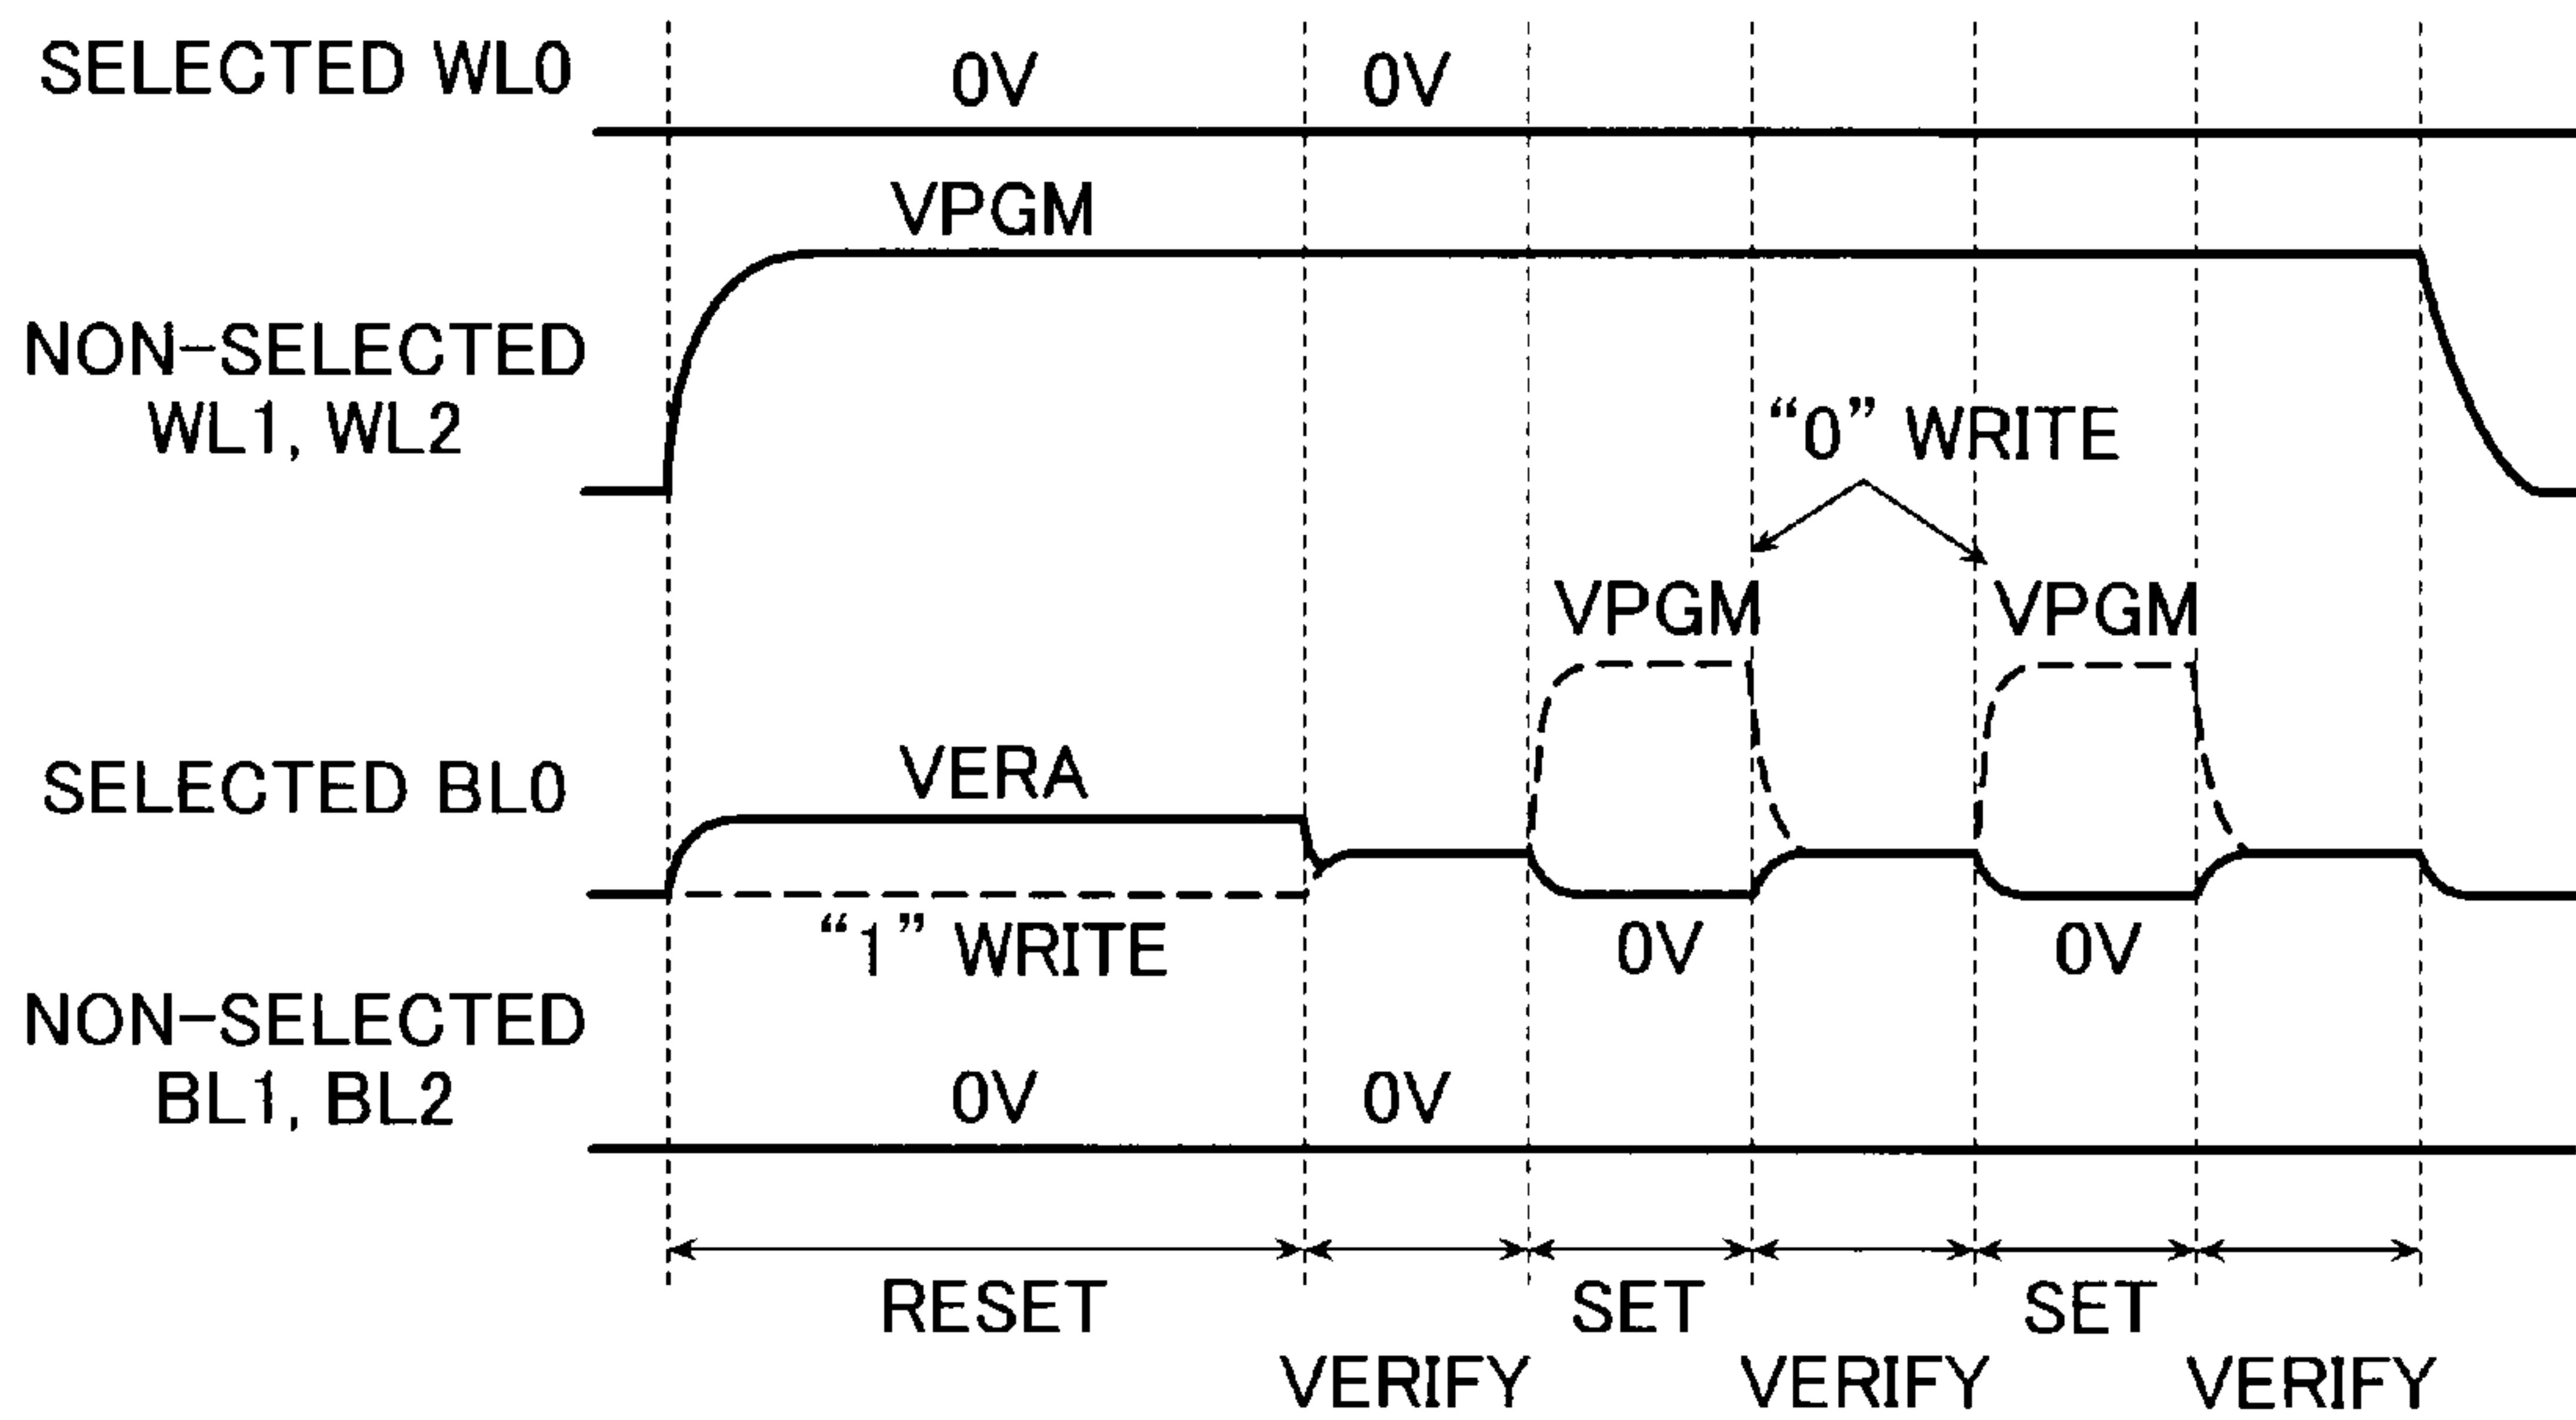 SELECTED WL0
0V
0V
VPGM
NON-SELECTED
WL1, WL2
“0” WRITE
VPGM
VPGM
SELECTED BL0
VERA
“1” WRITE
0V
0V
NON-SELECTED
BL1, BL2
0V
0V
RESET
SET
SET
VERIFY
VERIFY
VERIFY